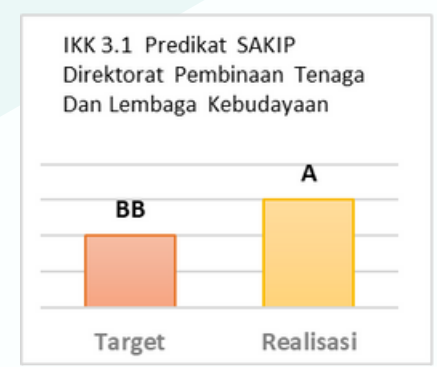 IKK 3.1 Predikat SAKIP
Direktorat Pembinaan Tenaga
Dan Lembaga Kebudayaan
A
BB
Target Realisasi